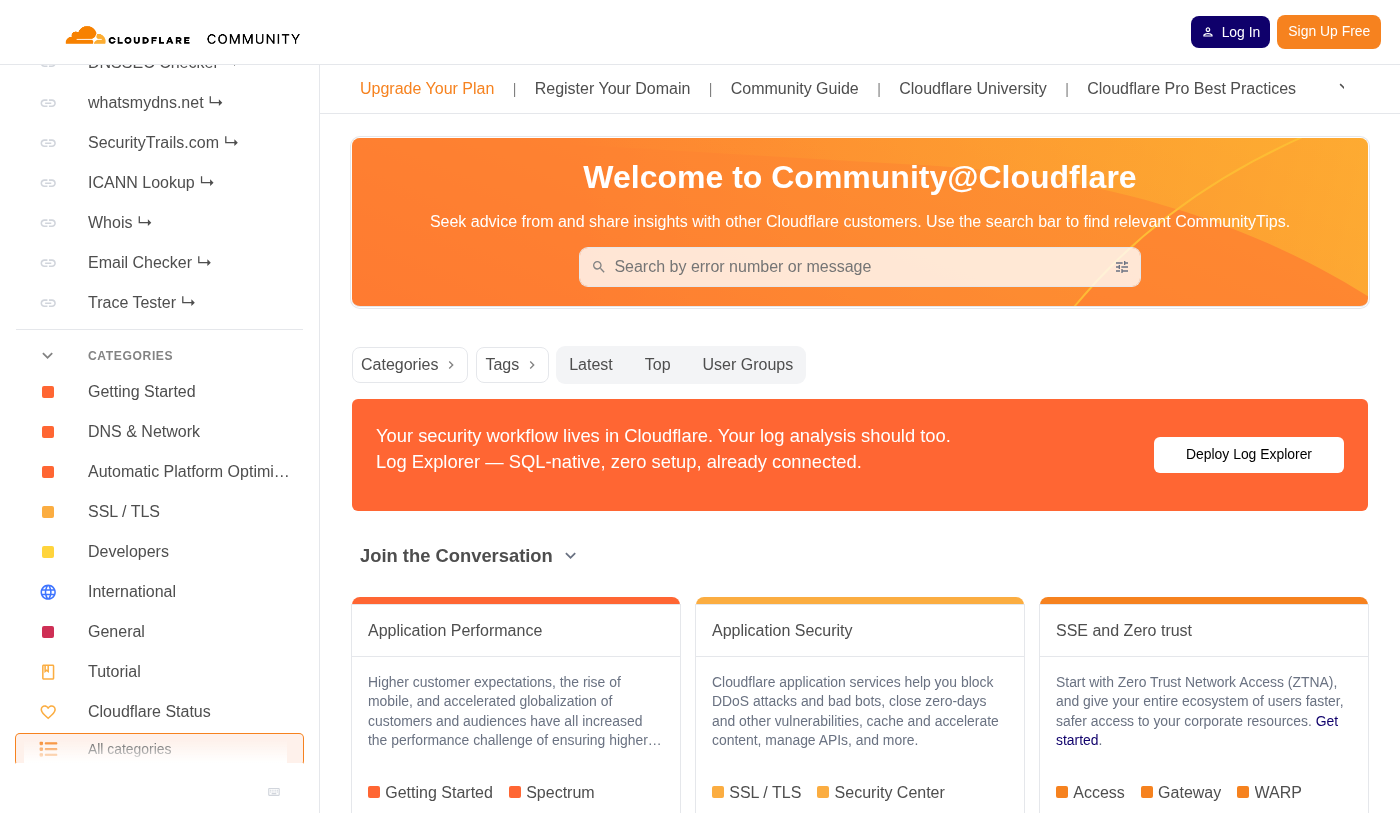 CLOUDFLARE COMMUNITY
Log In
Sign Up Free
DNSSEC Checker
whatsmydns.net
SecurityTrails.com
ICANN Lookup
Whois
Email Checker
Trace Tester
CATEGORIES
Getting Started
DNS & Network
Automatic Platform Optimi…
SSL / TLS
Developers
International
General
Tutorial
Cloudflare Status
All categories
Upgrade Your Plan | Register Your Domain | Community Guide | Cloudflare University | Cloudflare Pro Best Practices
Welcome to Community@Cloudflare
Seek advice from and share insights with other Cloudflare customers. Use the search bar to find relevant CommunityTips.
Search by error number or message
Categories
Tags
Latest Top User Groups
Your security workflow lives in Cloudflare. Your log analysis should too.
Log Explorer — SQL-native, zero setup, already connected.
Deploy Log Explorer
Join the Conversation
Application Performance
Higher customer expectations, the rise of
mobile, and accelerated globalization of
customers and audiences have all increased
the performance challenge of ensuring higher…
Getting Started Spectrum
Application Security
Cloudflare application services help you block
DDoS attacks and bad bots, close zero-days
and other vulnerabilities, cache and accelerate
content, manage APIs, and more.
SSL / TLS Security Center
SSE and Zero trust
Start with Zero Trust Network Access (ZTNA),
and give your entire ecosystem of users faster,
safer access to your corporate resources. Get
started.
Access Gateway WARP